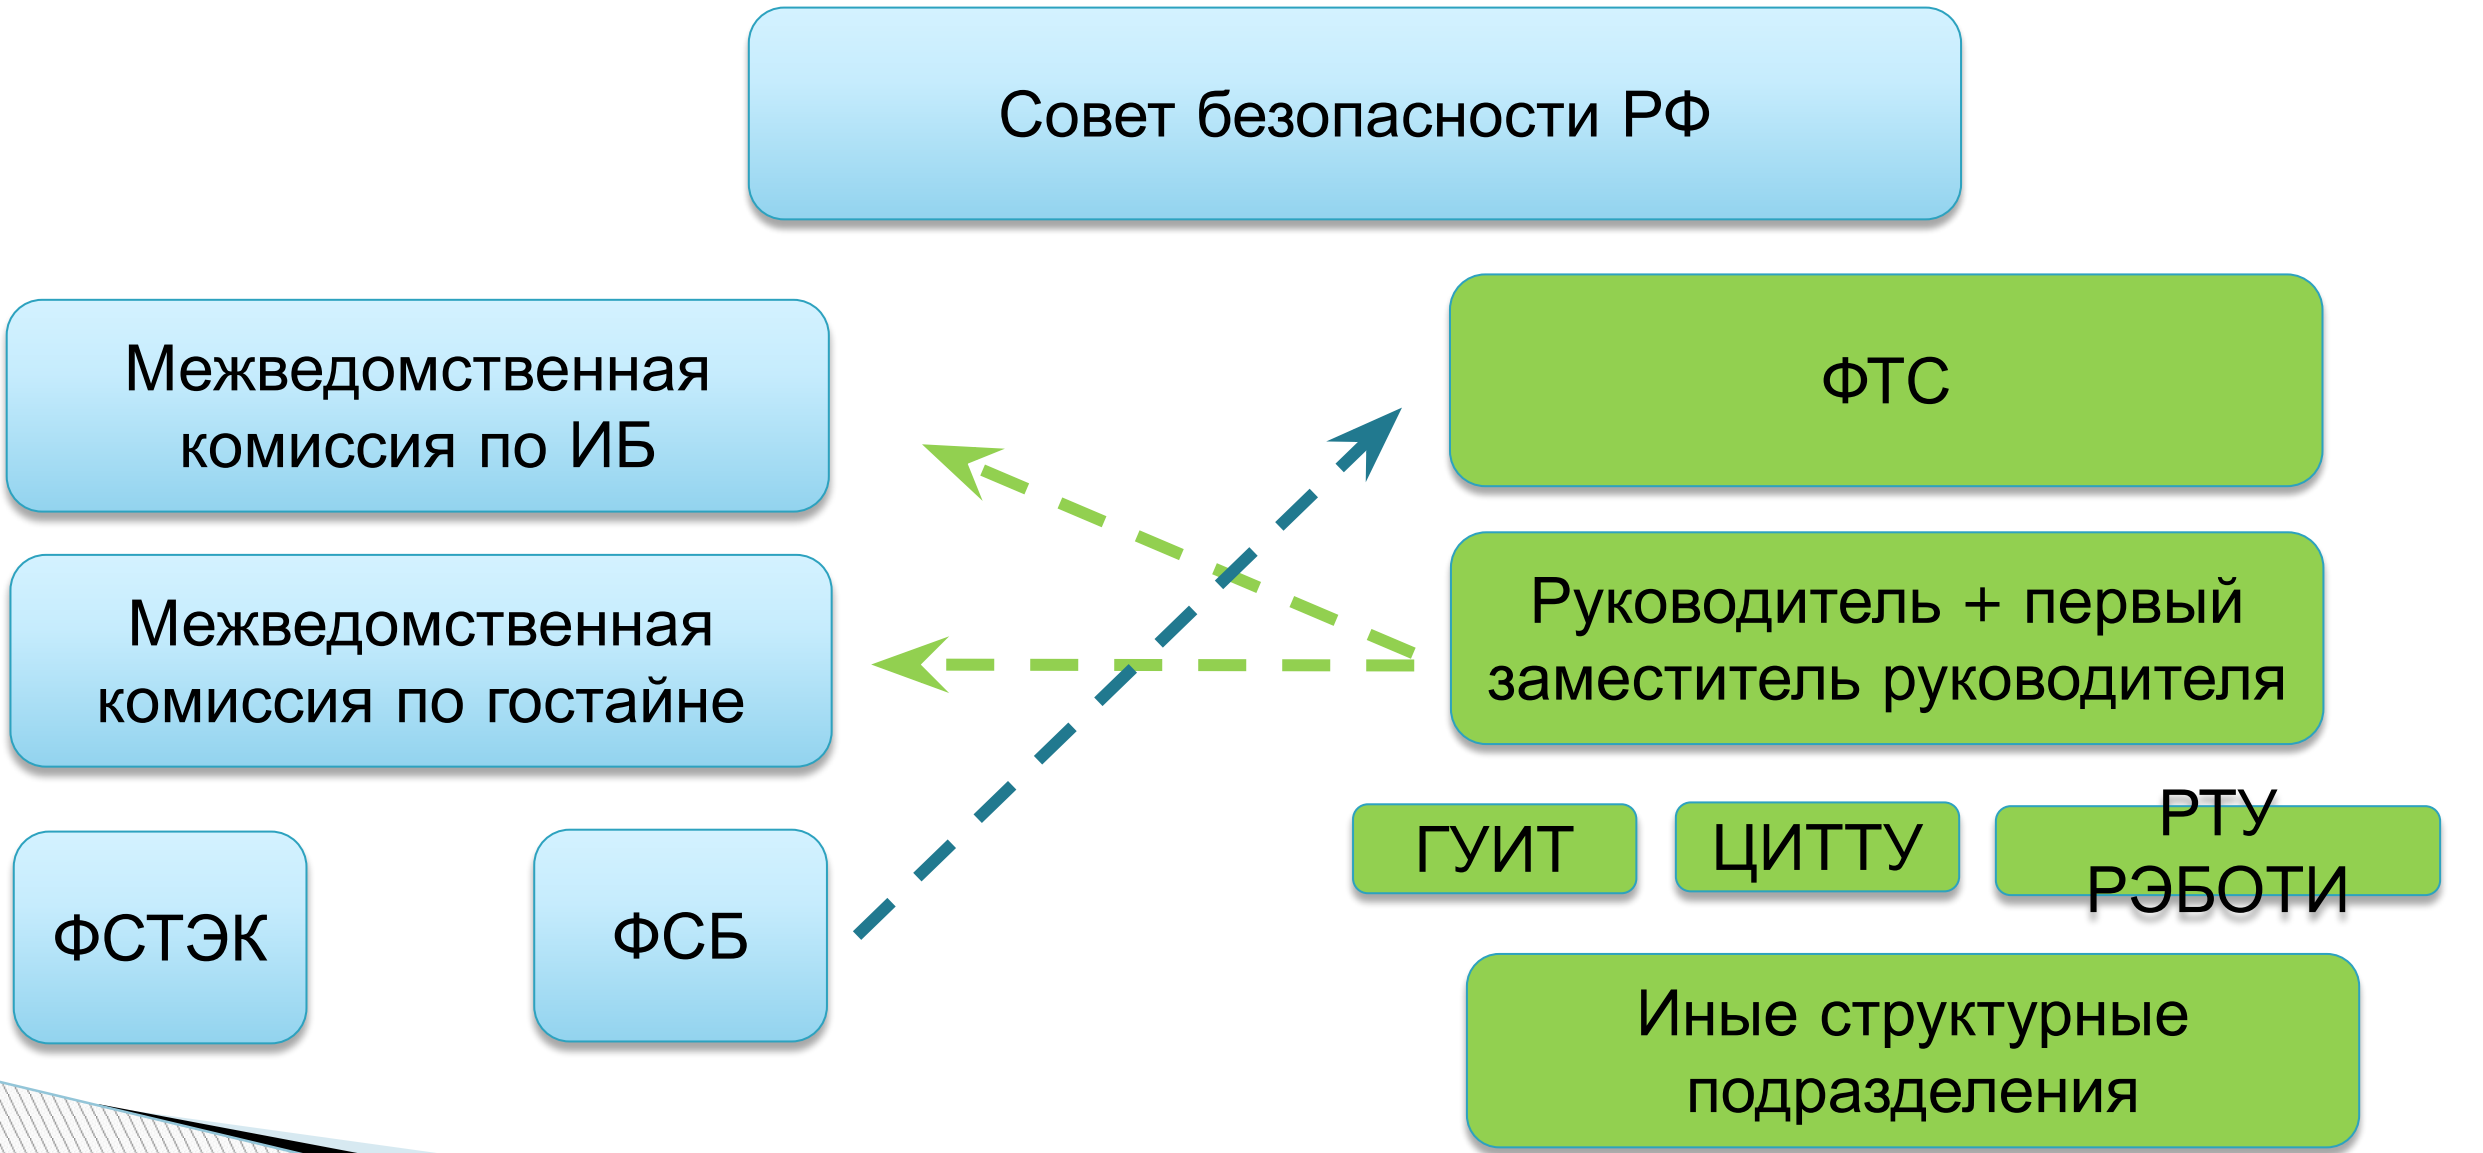 Совет безопасности РФ
Межведомственная
комиссия по ИБ
Межведомственная
комиссия по гостайне
ФСТЭК
ФСБ
ФТС
Руководитель + первый
заместитель руководителя
ГУИТ
ЦИТТУ
РТУ
РЭБОТИ
Иные структурные
подразделения